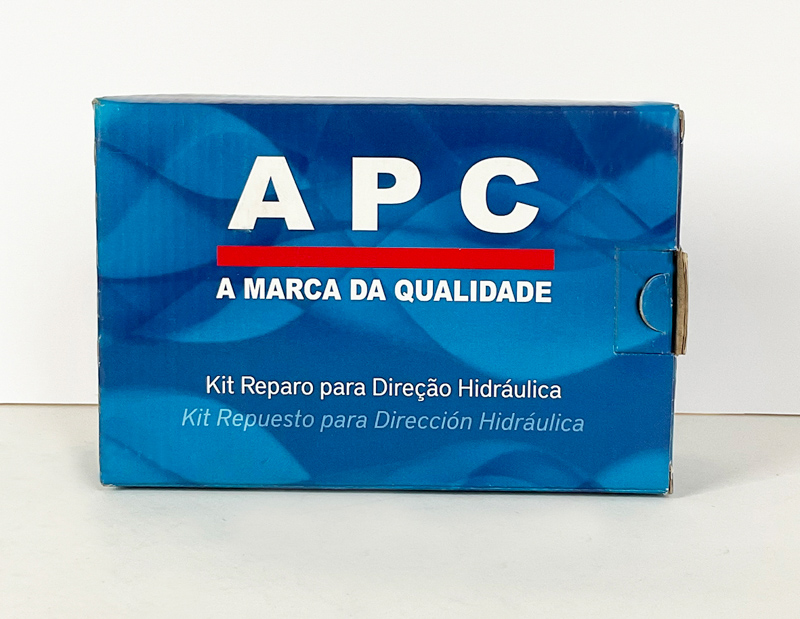 APC
A MARCA DA QUALIDADE
Kit Reparo para Direção Hidráulica
Kit Repuesto para Dirección Hidráulica